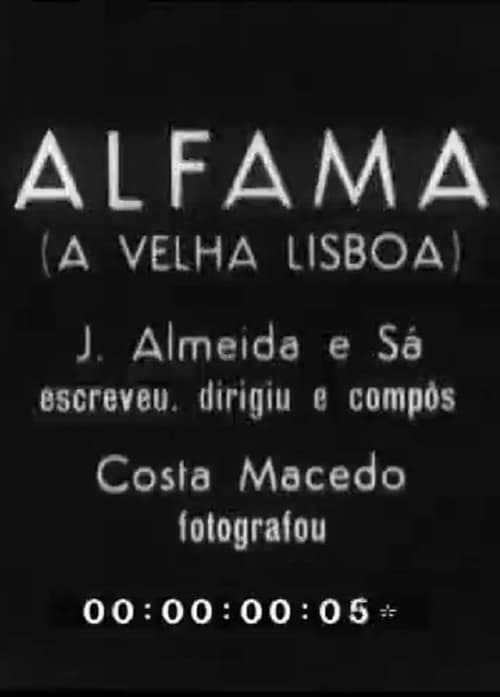 ALFAMA
(A VELHA LISBOA)
J. Almeida e Sá
escreveu. dirigiu e compôs
Costa Macedo
fotografou
00:00:00:05